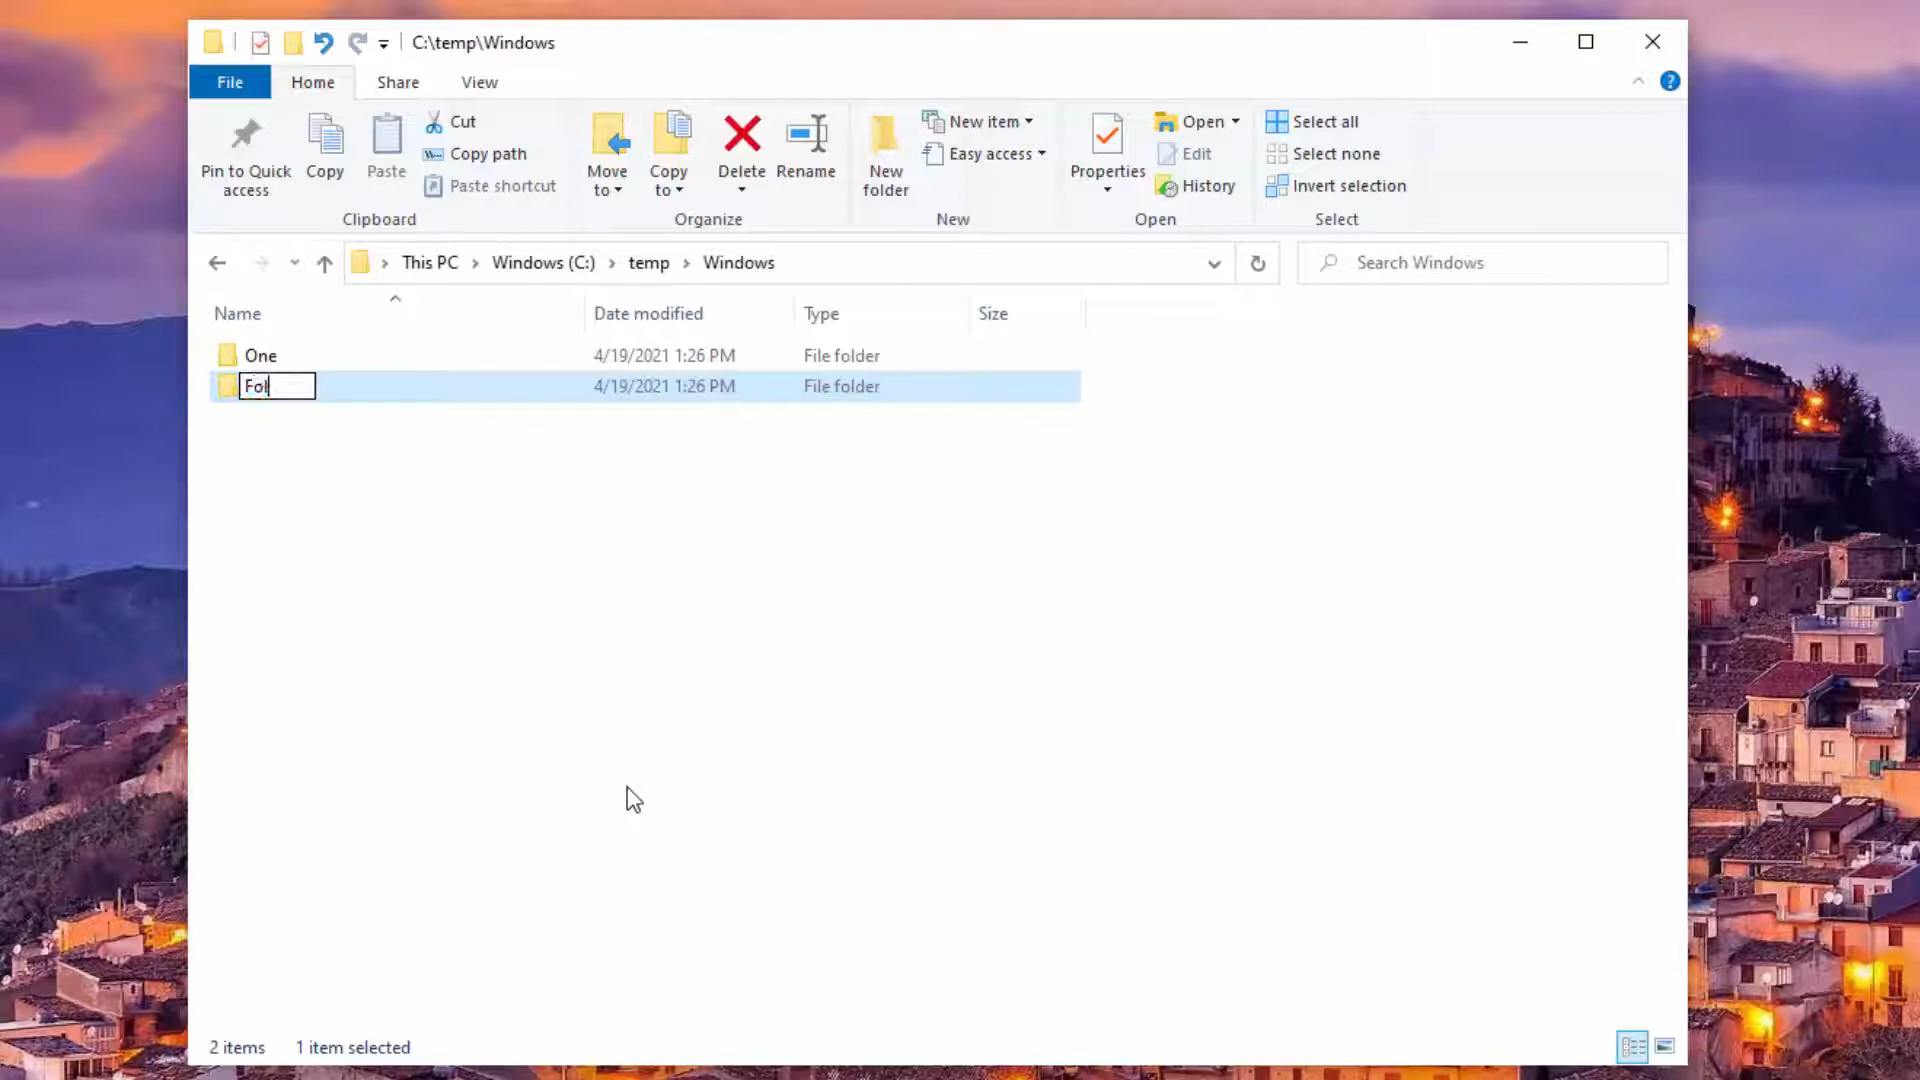 C:\temp\Windows
File Home Share View
Pin to Quick access
Copy
Paste
Cut
Copy path
Paste shortcut
Clipboard
Move to
Copy to
Delete
Rename
Organize
New folder
New item
Easy access
New
Properties
Open
Edit
History
Open
Select all
Select none
Invert selection
Select
This PC > Windows (C:) > temp > Windows
Search Windows
Name Date modified Type Size
One 4/19/2021 1:26 PM File folder
Fol 4/19/2021 1:26 PM File folder
2 items 1 item selected